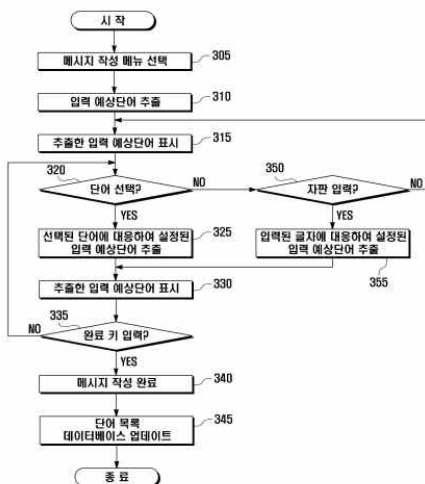 시 작
메시지 작성 메뉴 선택
305
입력 예상단어 추출
310
추출한 입력 예상단어 표시
315
320
단어 선택?
NO
350
자판 입력?
NO
YES
YES
선택된 단어에 대응하여 설정된
입력 예상단어 추출
325
입력된 글자에 대응하여 설정된
입력 예상단어 추출
355
추출한 입력 예상단어 표시
330
335
NO
완료 키 입력?
YES
메시지 작성 완료
340
단어 목록
데이터베이스 업데이트
345
종 료